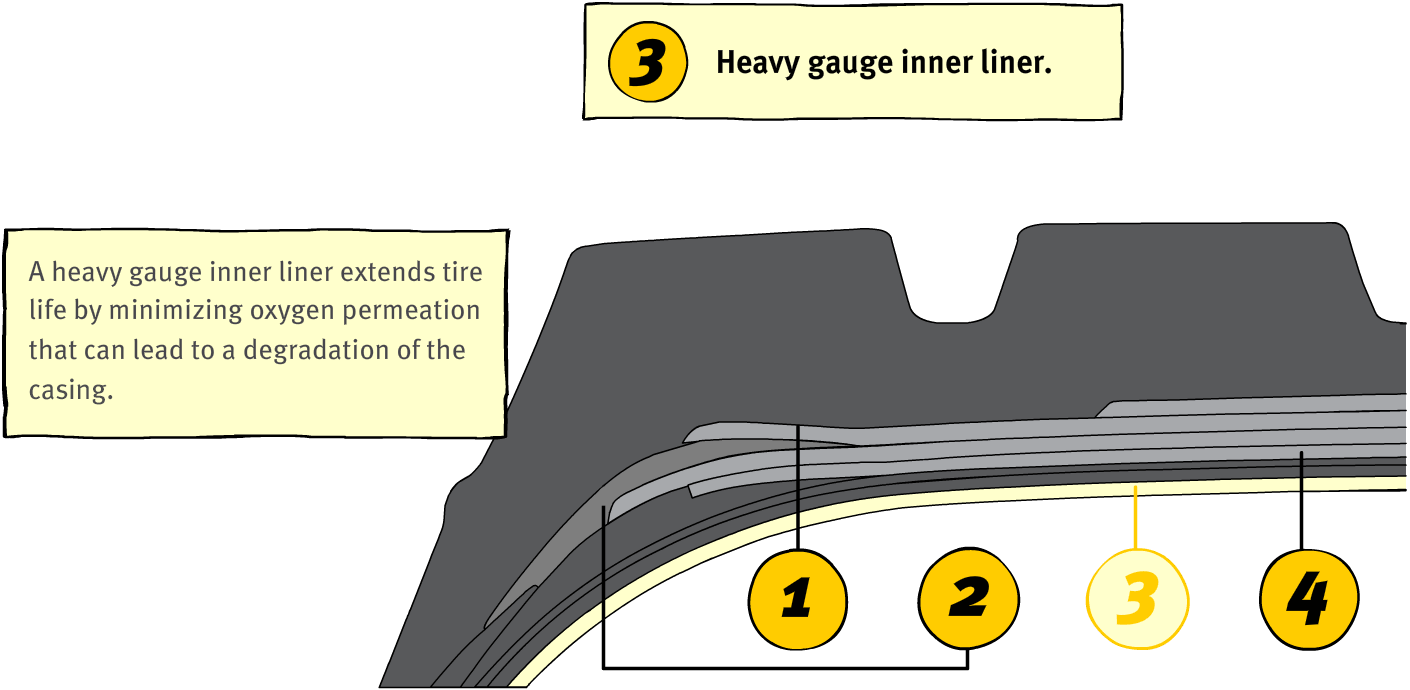 3 Heavy gauge inner liner.
A heavy gauge inner liner extends tire
life by minimizing oxygen permeation
that can lead to a degradation of the
casing.
1 2 3 4